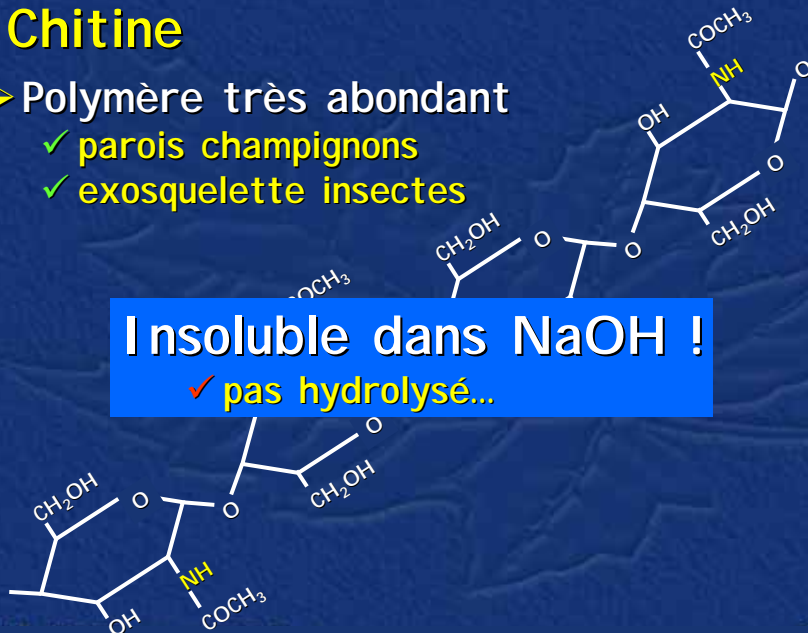 Chitine
Polymère très abondant
✓ parois champignons
✓ exosquelette insectes
COCH₃
NH
O
OH
O
CH₂OH
CH₂OH
O
O
OCH₃
Insoluble dans NaOH !
✓ pas hydrolysé...
O
CH₂OH
CH₂OH
O
O
NH
COCH₃
OH